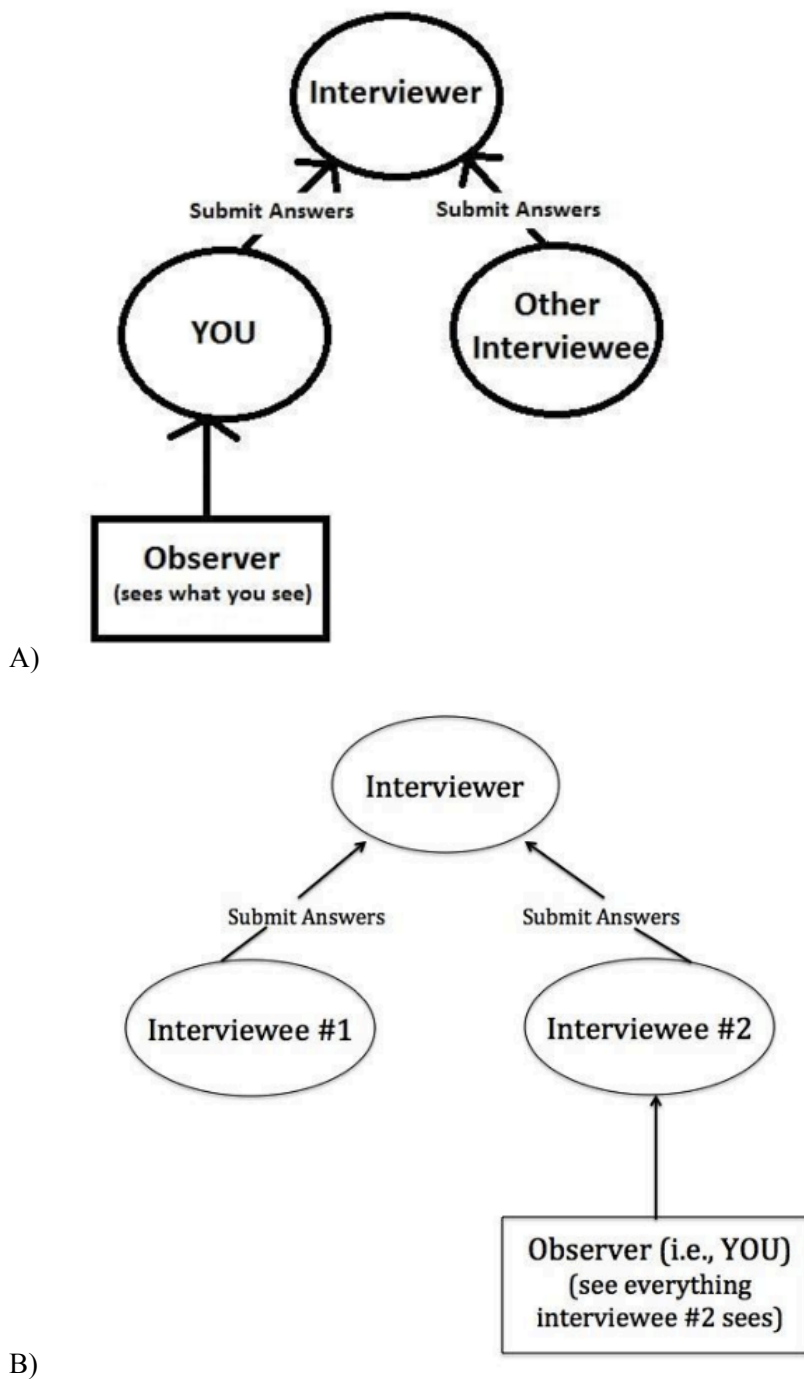 Interviewer
Submit Answers
Submit Answers
YOU
Other
Interviewee
Observer
(sees what you see)
A)
Interviewer
Submit Answers
Submit Answers
Interviewee #1
Interviewee #2
Observer (i.e., YOU)
(see everything
interviewee #2 sees)
B)